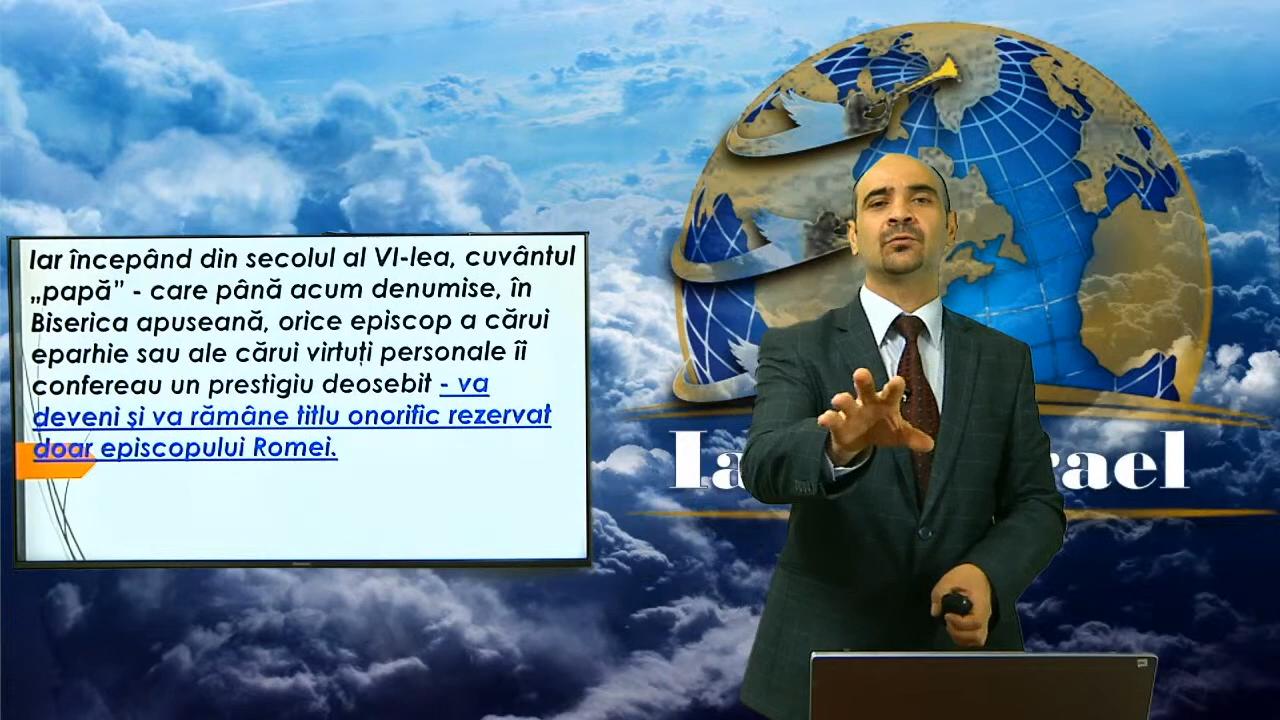 Iar începând din secolul al VI-lea, cuvântul
„papă” - care până acum denumise, în
Biserica apuseană, orice episcop a cărui
eparhie sau ale cărui virtuți personale îi
confereau un prestigiu deosebit - va
deveni și va rămâne titlu onorific rezervat
doar episcopului Romei.